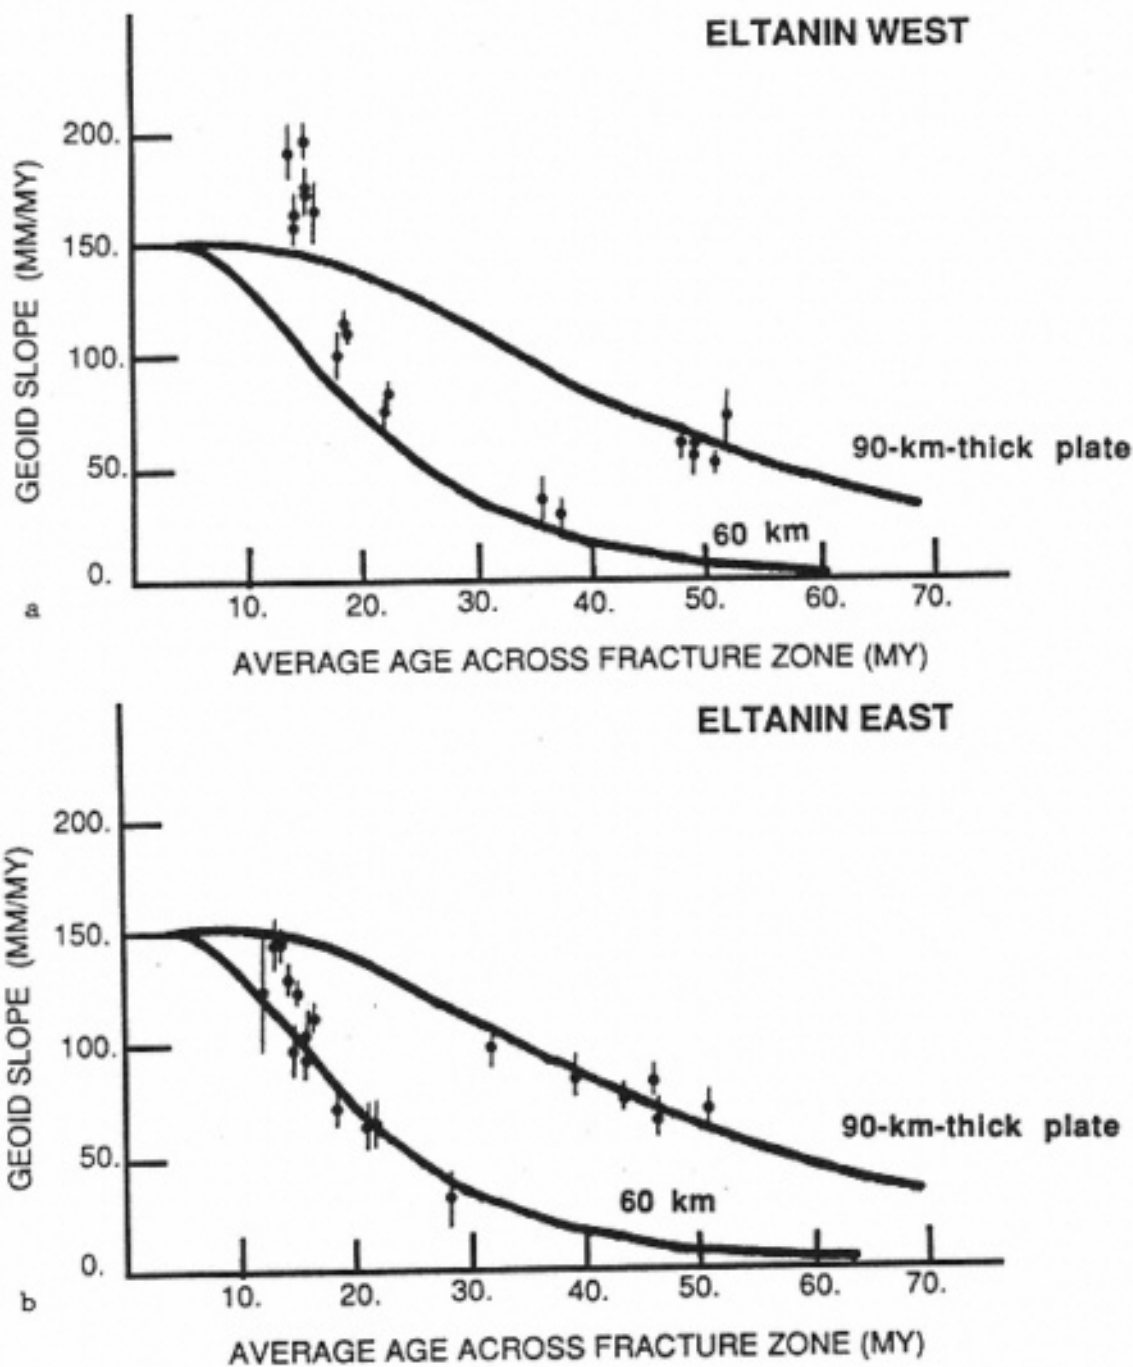 ELTANIN WEST
GEOID SLOPE (MM/MY)
200.
150.
100.
50.
0.
90-km-thick plate
60 km
10. 20. 30. 40. 50. 60. 70.
a
AVERAGE AGE ACROSS FRACTURE ZONE (MY)
ELTANIN EAST
GEOID SLOPE (MM/MY)
200.
150.
100.
50.
0.
90-km-thick plate
60 km
10. 20. 30. 40. 50. 60. 70.
b
AVERAGE AGE ACROSS FRACTURE ZONE (MY)